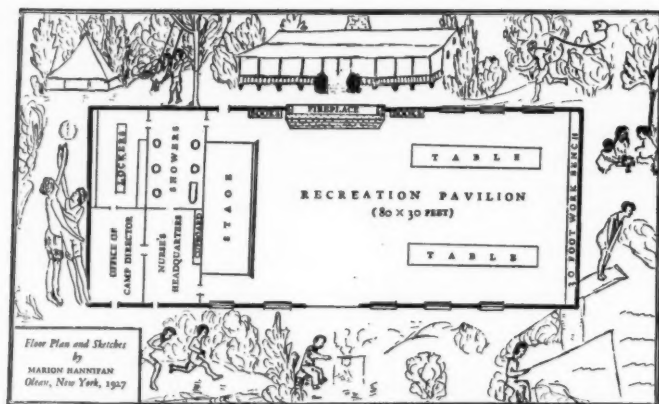 BOOKS
FIREPLACE
BOOKS
LOCKERS
SHOWERS
STAGE
TABLE
RECREATION PAVILION
(80 × 30 FEET)
TABLE
30 FOOT WORK BENCH
OFFICE OF
CAMP DIRECTOR
NURSE'S
HEADQUARTERS
Floor Plan and Sketches
by
MARION HANNIFAN
Olean, New York, 1927